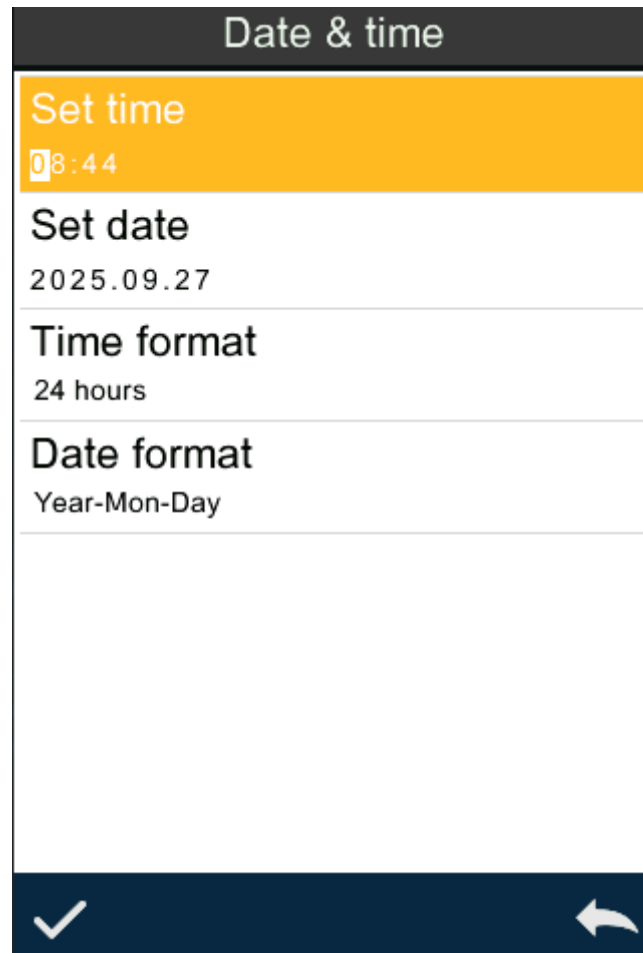 Date & time
Set time
08:44
Set date
2025.09.27
Time format
24 hours
Date format
Year-Mon-Day